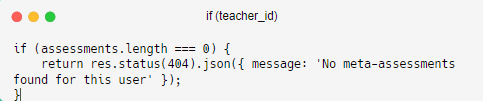 if (teacher_id)
if (assessments.length === 0) {
    return res.status(404).json({ message: 'No meta-assessments
found for this user' });
}